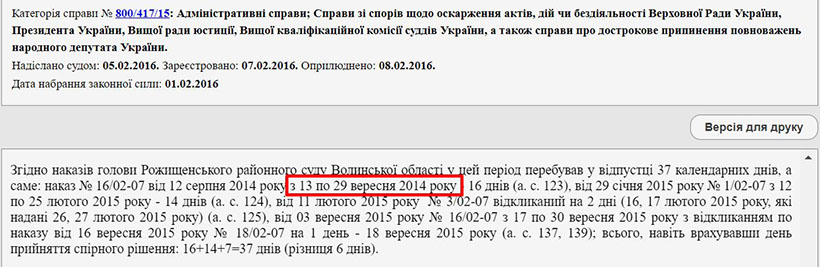 Категорія справи № 800/417/15: Адміністративні справи; Справи зі спорів щодо оскарження актів, дій чи бездіяльності Верховної Ради України,
Президента України, Вищої ради юстиції, Вищої кваліфікаційної комісії суддів України, а також справи про дострокове припинення повноважень
народного депутата України.
Надіслано судом: 05.02.2016. Зареєстровано: 07.02.2016. Оприлюднено: 08.02.2016.
Дата набрання законної сили: 01.02.2016
Версія для друку
Згідно наказів голови Рожищенського районного суду Волинської області у цей період перебував у відпустці 37 календарних днів, а
саме: наказ № 16/02-07 від 12 серпня 2014 року з 13 по 29 вересня 2014 року - 16 днів (а. с. 123), від 29 січня 2015 року № 1/02-07 з 12
по 25 лютого 2015 року - 14 днів (а. с. 124), від 11 лютого 2015 року № 3/02-07 відкликаний на 2 дні (16, 17 лютого 2015 року, які
надані 26, 27 лютого 2015 року) (а. с. 125), від 03 вересня 2015 року № 16/02-07 з 17 по 30 вересня 2015 року з відкликанням по
наказу від 16 вересня 2015 року № 18/02-07 на 1 день - 18 вересня 2015 року (а. с. 137, 139); всього, навіть врахувавши день
прийняття спірного рішення: 16+14+7=37 днів (різниця 6 днів).